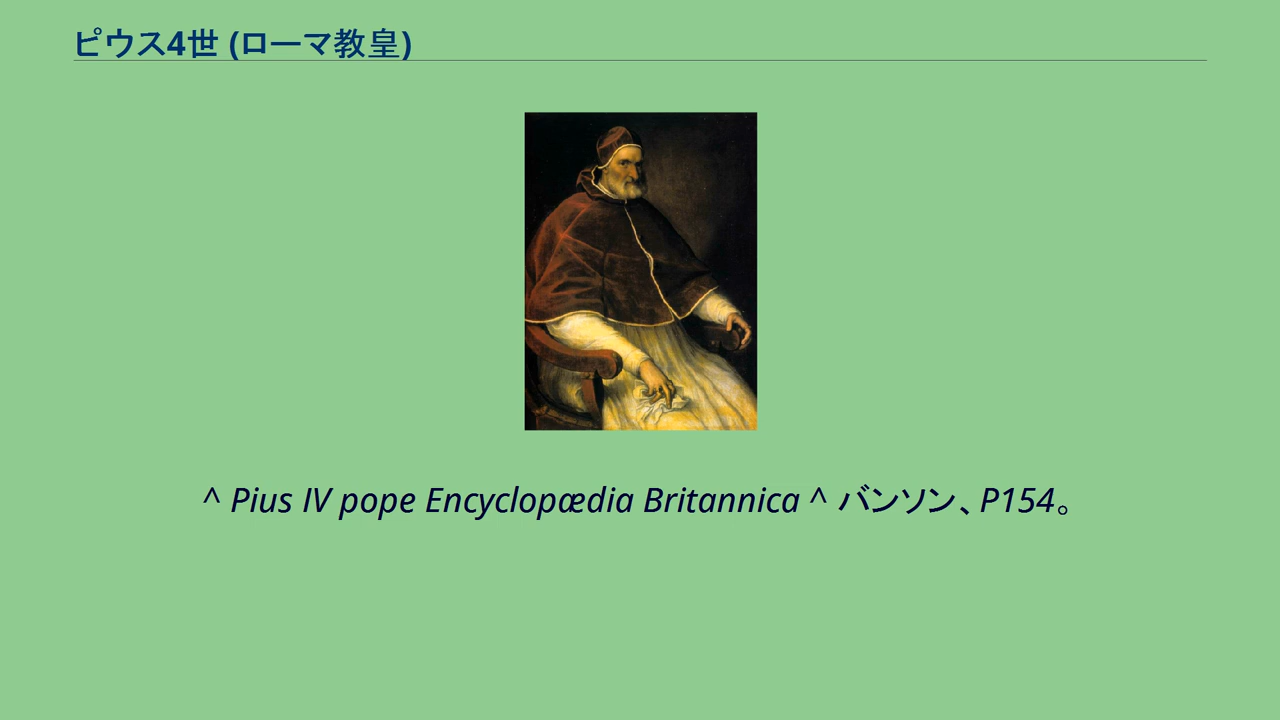 ピウス4世 (ローマ教皇)
^ Pius IV pope Encyclopædia Britannica ^ バンソン、P154。